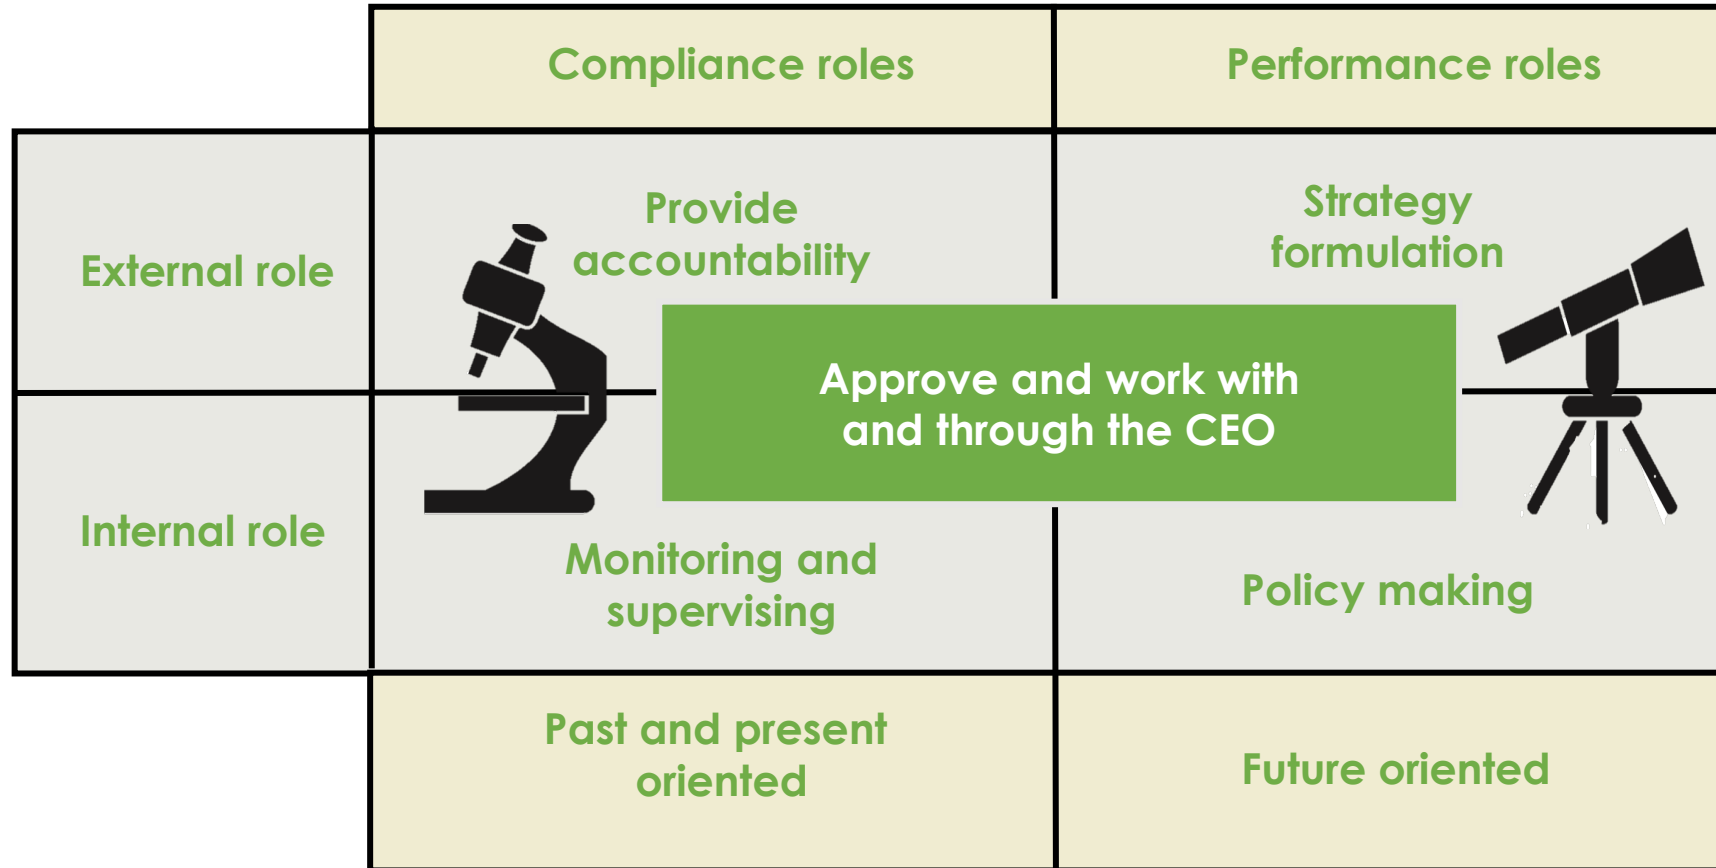 Compliance roles
Performance roles
External role
Provide
accountability
Strategy
formulation
Approve and work with
and through the CEO
Internal role
Monitoring and
supervising
Policy making
Past and present
oriented
Future oriented